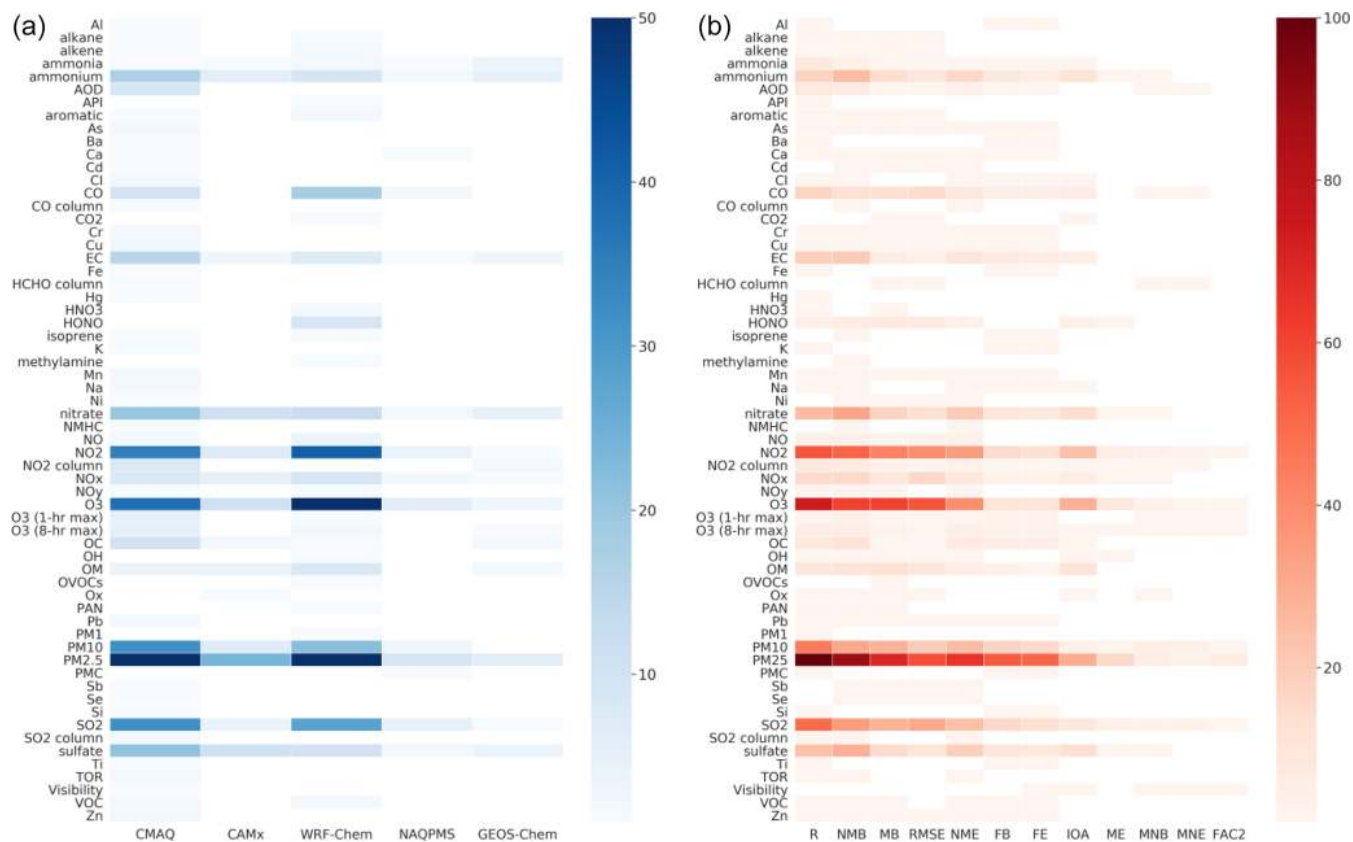 (a)
Al
alkane
alkene
ammonia
ammonium
AOD
API
aromatic
As
Ba
Ca
Cd
Cl
CO
CO column
CO2
Cr
Cu
EC
Fe
HCHO column
Hg
HNO3
HONO
isoprene
K
methylamine
Mn
Na
Ni
nitrate
NMHC
NO
NO2
NO2 column
NOx
NOy
O3
O3 (1-hr max)
O3 (8-hr max)
OC
OH
OM
OVOCs
Ox
PAN
Pb
PM1
PM10
PM2.5
PMC
Sb
Se
Si
SO2
SO2 column
sulfate
Ti
TOR
Visibility
VOC
Zn
CMAQ CAMx WRF-Chem NAQPMS GEOS-Chem
50
40
30
20
10
(b)
Al
alkane
alkene
ammonia
ammonium
AOD
API
aromatic
As
Ba
Ca
Cd
Cl
CO
CO column
CO2
Cr
Cu
EC
Fe
HCHO column
Hg
HNO3
HONO
isoprene
K
methylamine
Mn
Na
Ni
nitrate
NMHC
NO
NO2
NO2 column
NOx
NOy
O3
O3 (1-hr max)
O3 (8-hr max)
OC
OH
OM
OVOCs
Ox
PAN
Pb
PM1
PM10
PM25
PMC
Sb
Se
Si
SO2
SO2 column
sulfate
Ti
TOR
Visibility
VOC
Zn
R NMB MB RMSE NME FB FE IOA ME MNB MNE FAC2
100
80
60
40
20